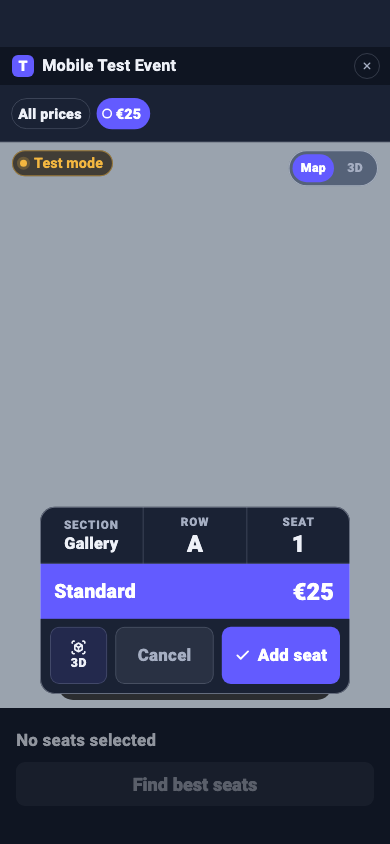 T Mobile Test Event
All prices €25
Test mode
Map 3D
SECTION ROW SEAT
Gallery A 1
Standard €25
3D Cancel Add seat
No seats selected
Find best seats